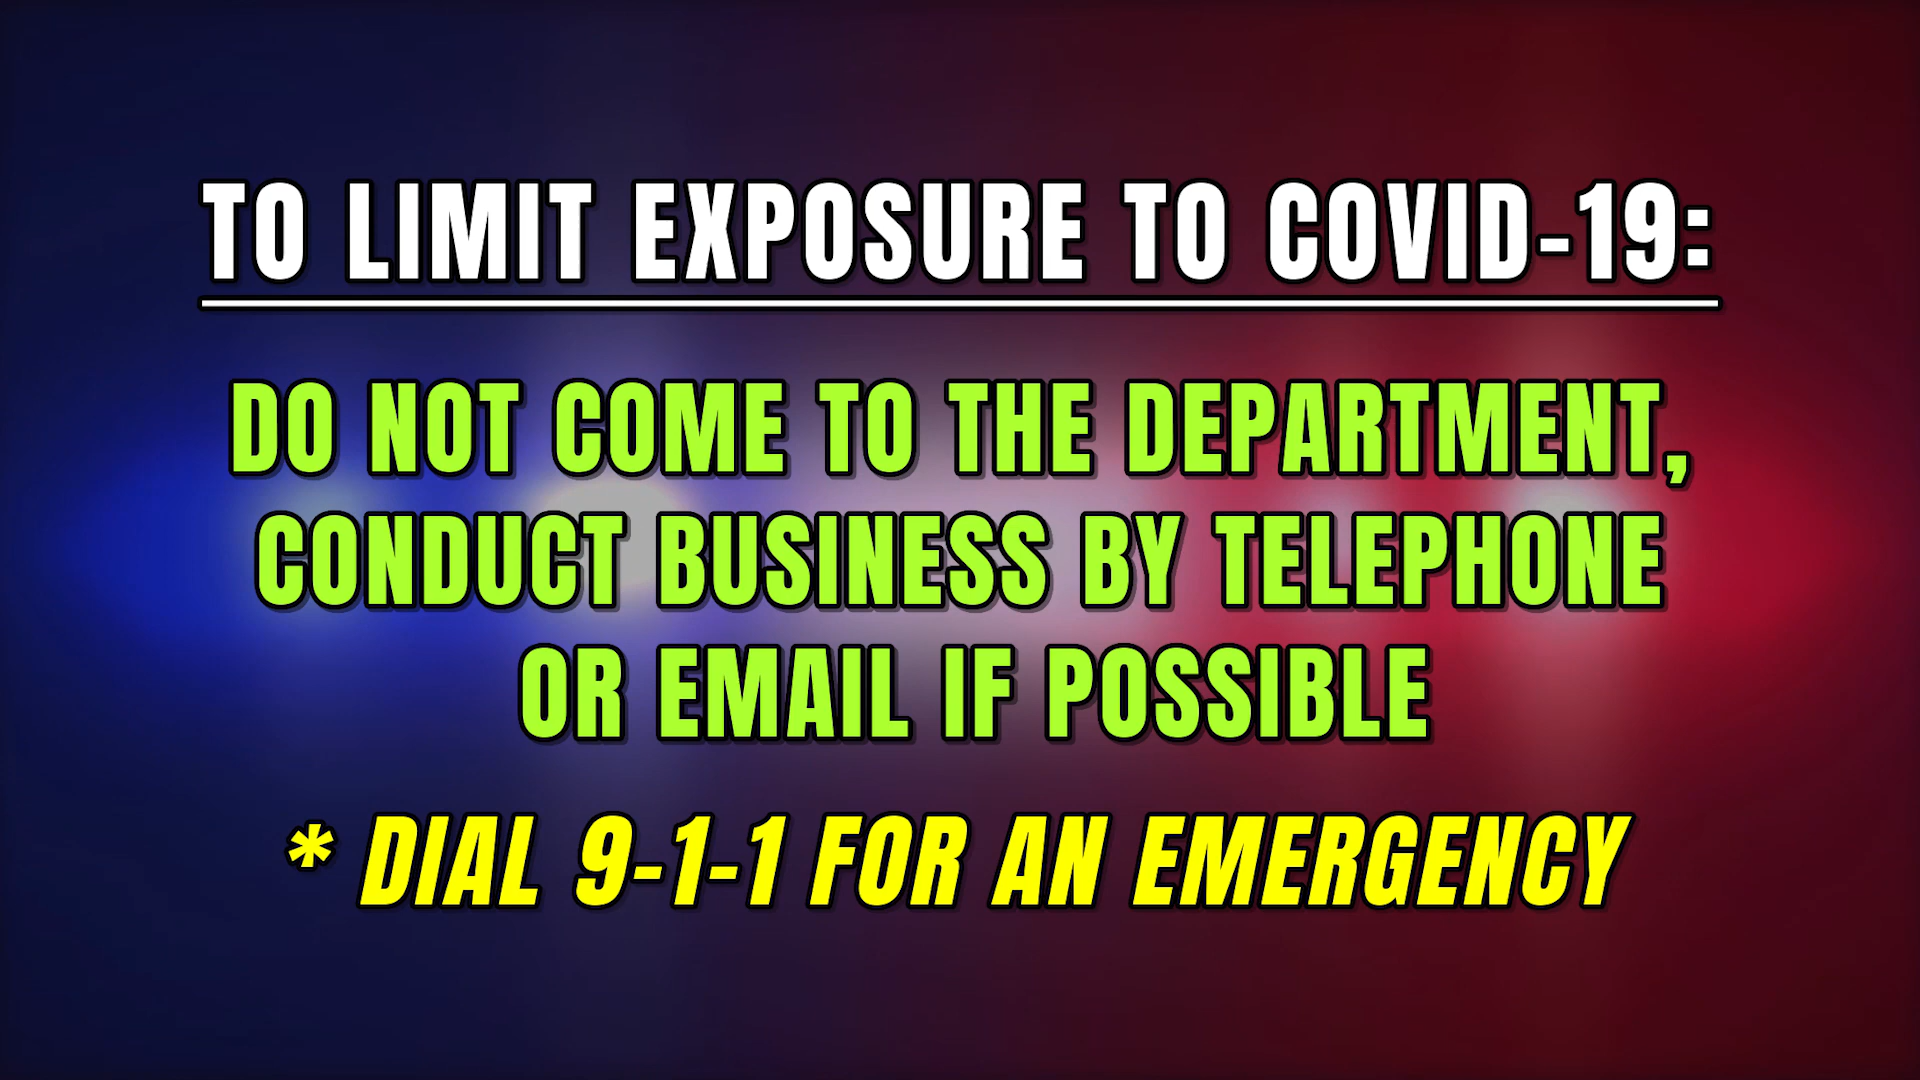 TO LIMIT EXPOSURE TO COVID-19:
DO NOT COME TO THE DEPARTMENT,
CONDUCT BUSINESS BY TELEPHONE
OR EMAIL IF POSSIBLE
* DIAL 9-1-1 FOR AN EMERGENCY